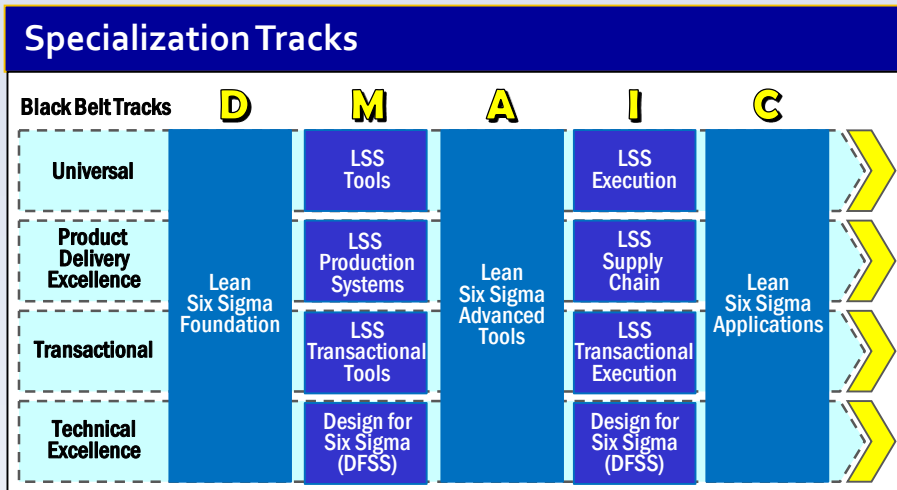 Specialization Tracks
Black Belt Tracks
D
M
A
I
C
Universal
LSS
Tools
LSS
Execution
Product
Delivery
Excellence
LSS
Production
Systems
LSS
Supply
Chain
Lean
Six Sigma
Foundation
Lean
Six Sigma
Advanced
Tools
Lean
Six Sigma
Applications
Transactional
LSS
Transactional
Tools
LSS
Transactional
Execution
Technical
Excellence
Design for
Six Sigma
(DFSS)
Design for
Six Sigma
(DFSS)